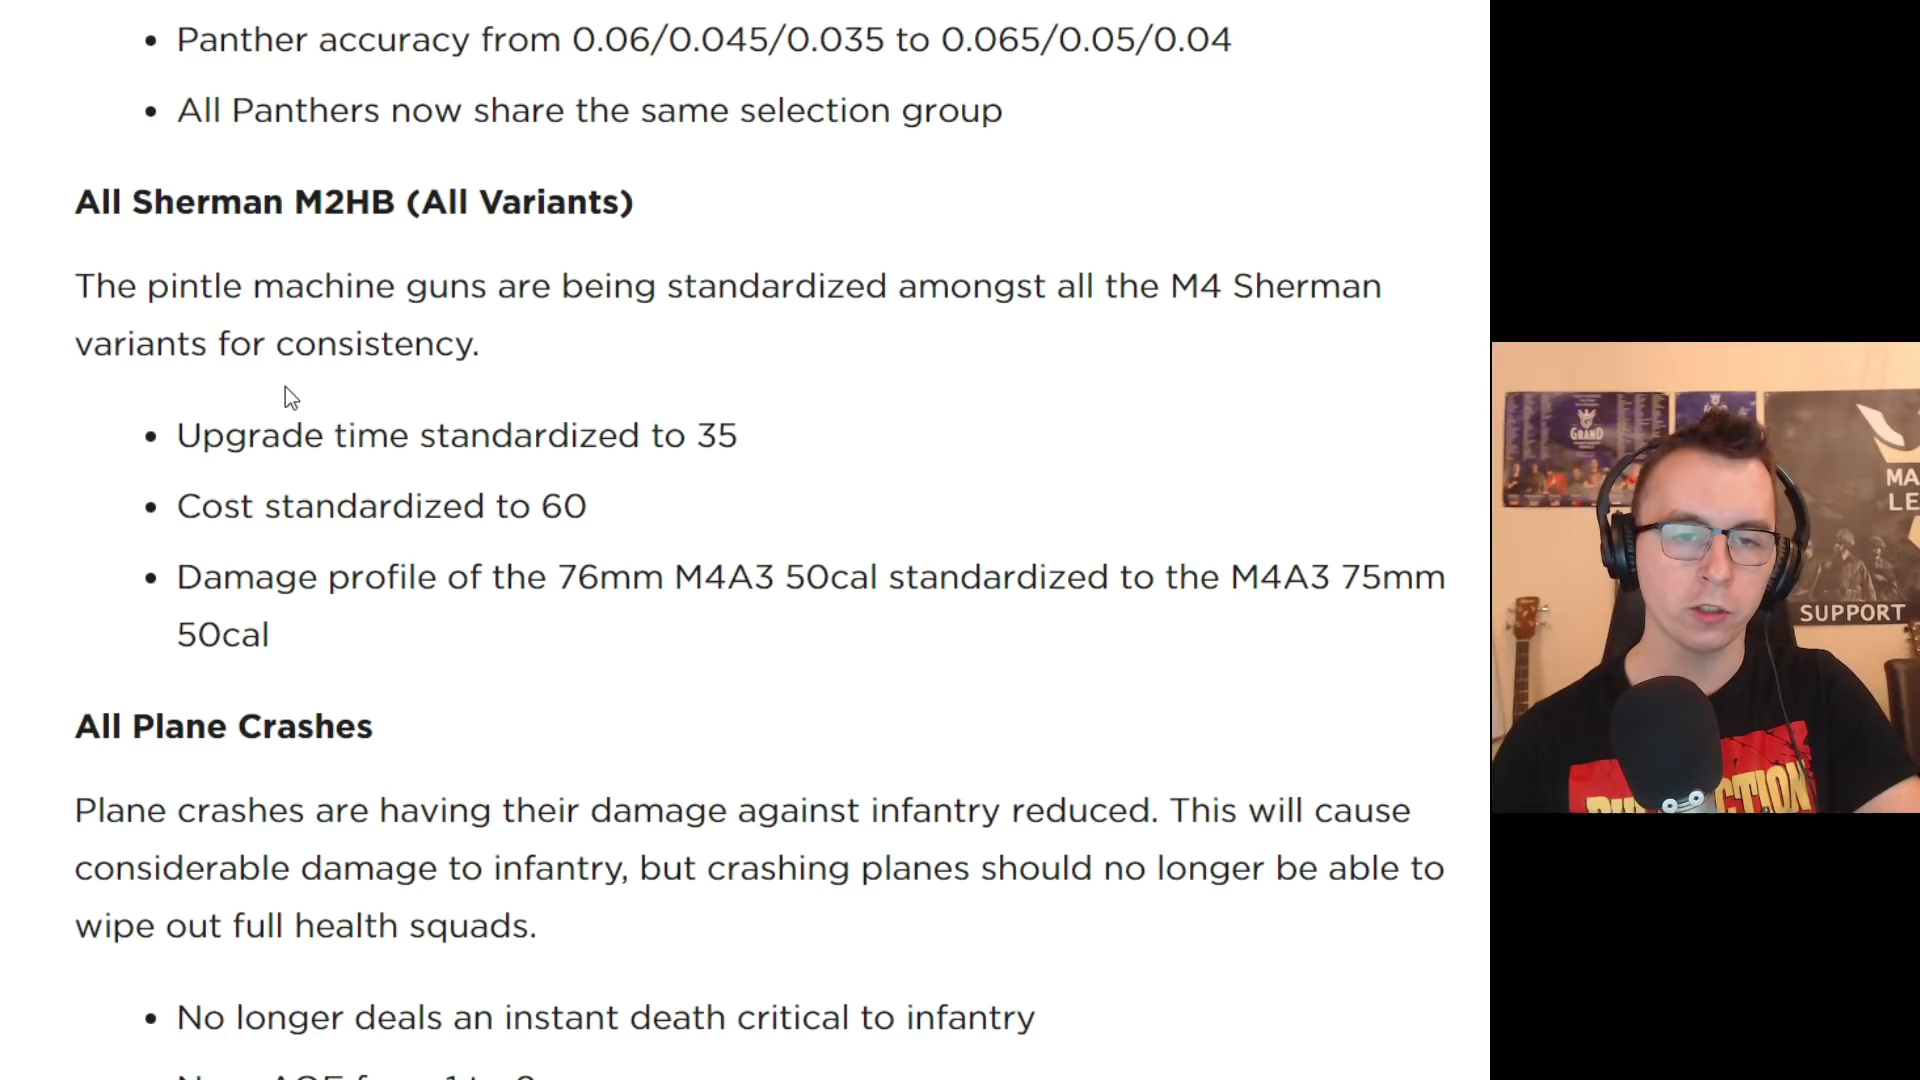 Panther accuracy from 0.06/0.045/0.035 to 0.065/0.05/0.04
All Panthers now share the same selection group
All Sherman M2HB (All Variants)
The pintle machine guns are being standardized amongst all the M4 Sherman
variants for consistency.
Upgrade time standardized to 35
Cost standardized to 60
Damage profile of the 76mm M4A3 50cal standardized to the M4A3 75mm
50cal
All Plane Crashes
Plane crashes are having their damage against infantry reduced. This will cause
considerable damage to infantry, but crashing planes should no longer be able to
wipe out full health squads.
No longer deals an instant death critical to infantry
GRAND
MA
LE
SUPPORT